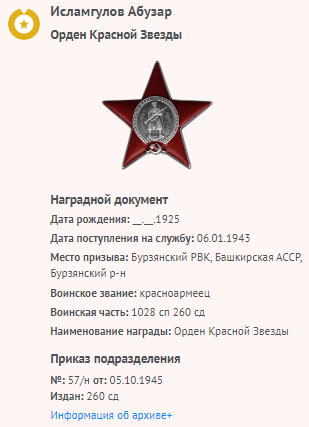 Исламгулов Абузар
Орден Красной Звезды
Наградной документ
Дата рождения: __.__.1925
Дата поступления на службу: 06.01.1943
Место призыва: Бурзянский РВК, Башкирская АССР,
Бурзянский р-н
Воинское звание: красноармеец
Воинская часть: 1028 сп 260 сд
Наименование награды: Орден Красной Звезды
Приказ подразделения
№: 57/н от: 05.10.1945
Издан: 260 сд
Информация об архиве+